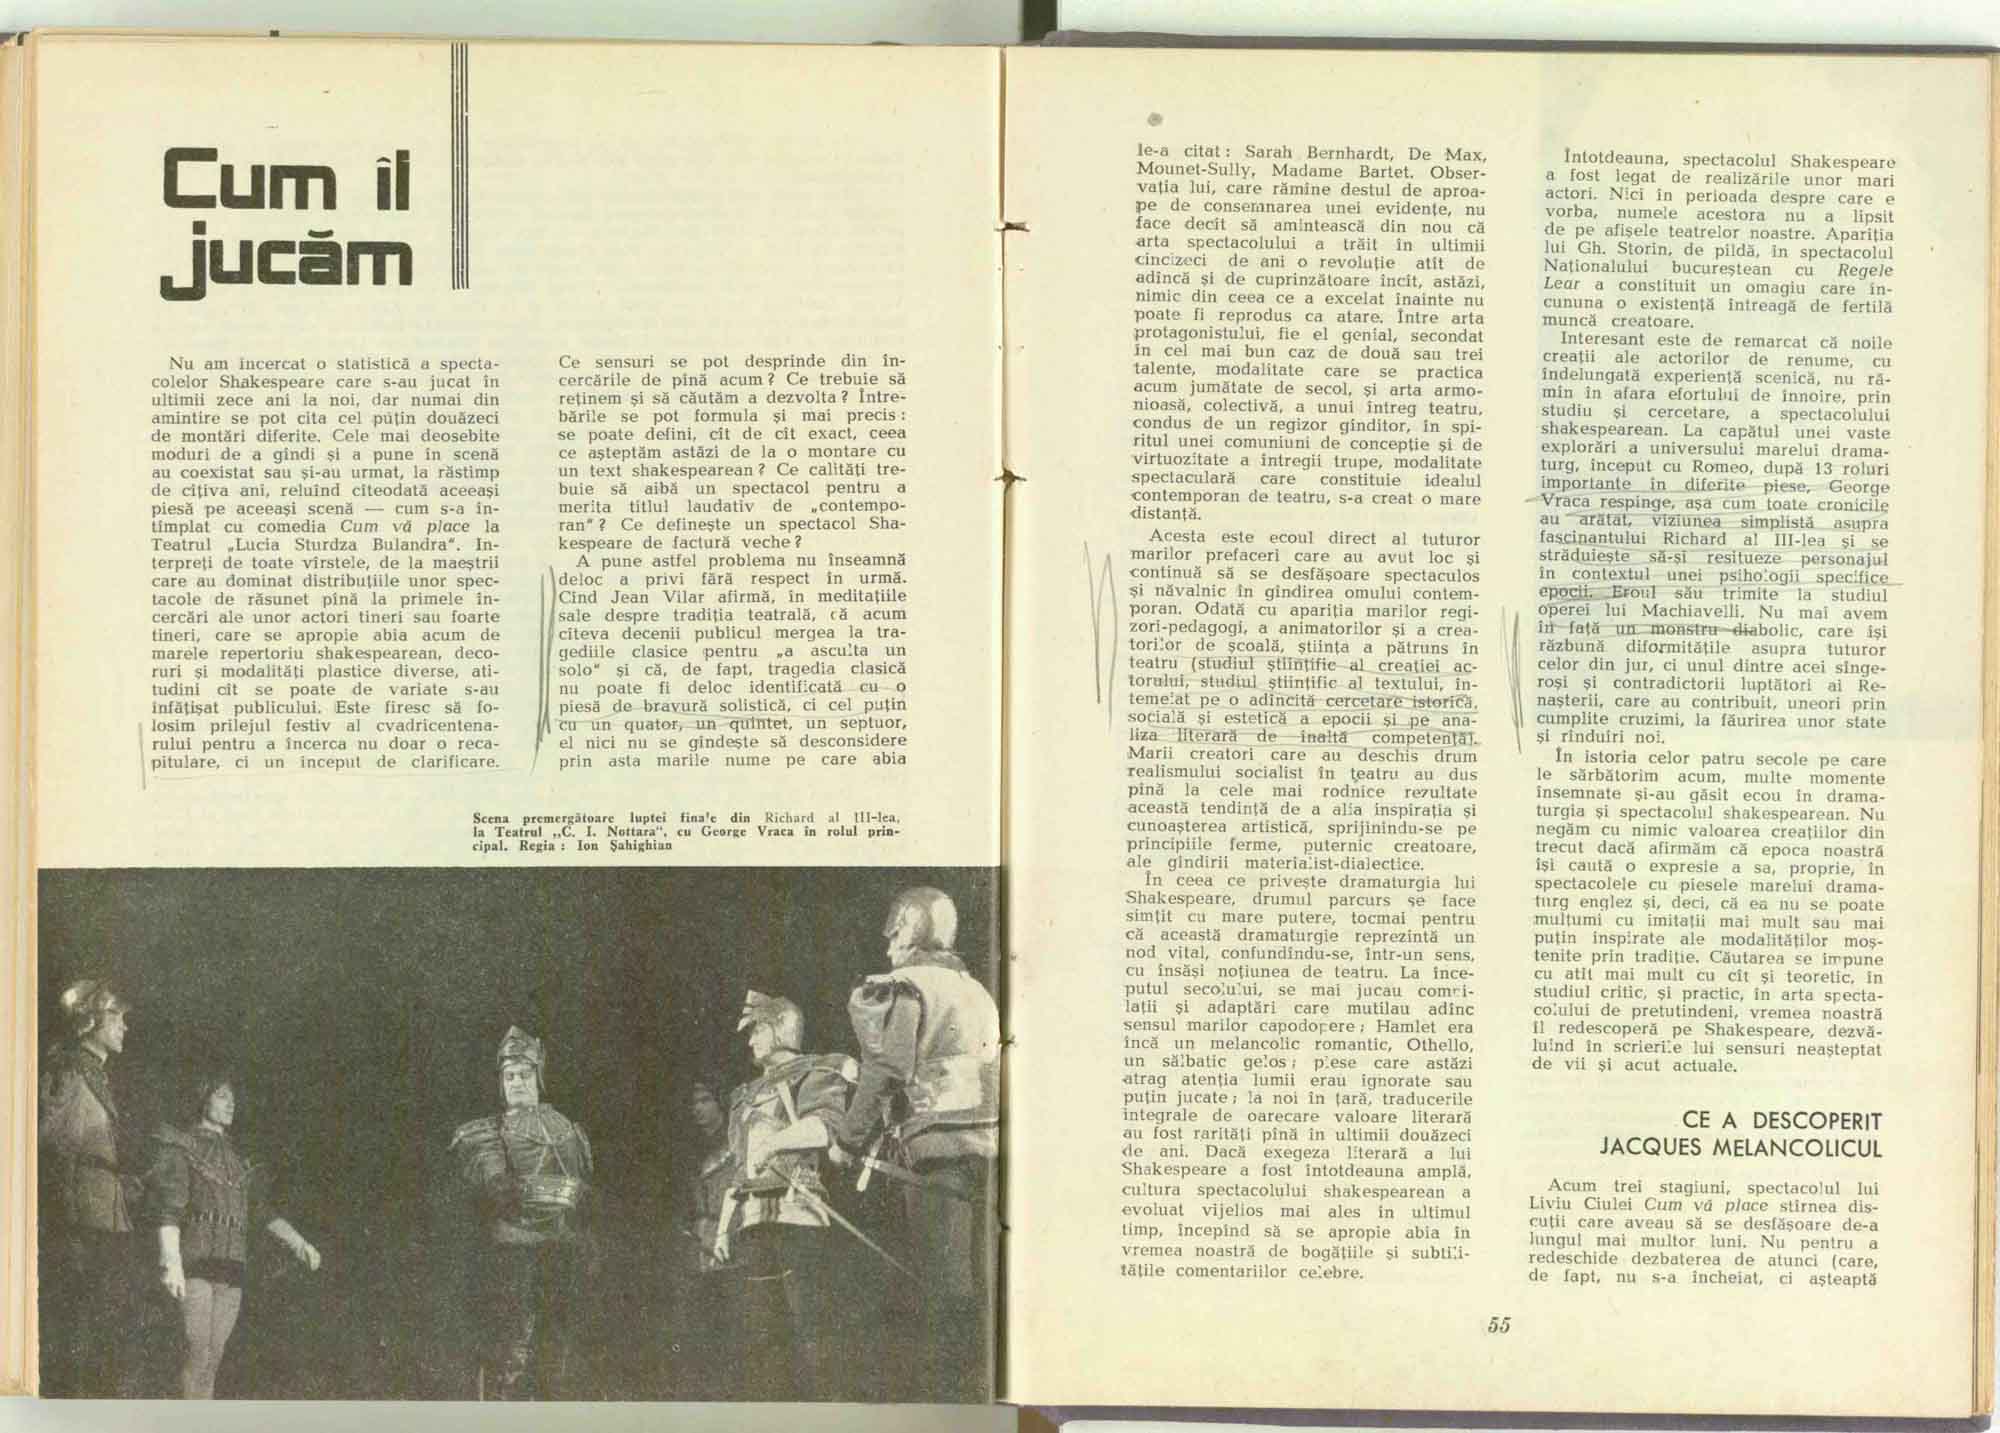 Cum îl
jucăm
Nu am încercat o statistică a specta-
colelor Shakespeare care s-au jucat în
ultimii zece ani la noi, dar numai din
amintire se pot cita cel puțin douăzeci
de montări diferite. Cele mai deosebite
moduri de a gîndi și a pune în scenă
au coexistat sau și-au urmat, la răstimp
de cîțiva ani, reluînd cîteodată aceeași
piesă pe aceeași scenă — cum s-a în-
tîmplat cu comedia Cum vă place la
Teatrul „Lucia Sturdza Bulandra". In-
terpreți de toate vîrstele, de la maeștrii
care au dominat distribuțiile unor spec-
tacole de răsunet pînă la primele în-
cercări ale unor actori tineri sau foarte
tineri, care se apropie abia acum de
marele repertoriu shakespearean, deco-
ruri și modalități plastice diverse, ati-
tudini cît se poate de variate s-au
înfățișat publicului. Este firesc să fo-
losim prilejul festiv al cvadricentena-
rului pentru a încerca nu doar o reca-
pitulare, ci un început de clarificare.
Ce sensuri se pot desprinde din în-
cercările de pînă acum? Ce trebuie să
reținem și să căutăm a dezvolta? Între-
bările se pot formula și mai precis:
se poate defini, cît de cît exact, ceea
ce așteptăm astăzi de la o montare cu
un text shakespearean? Ce calități tre-
buie să aibă un spectacol pentru a
merita titlul laudativ de „contempo-
ran"? Ce definește un spectacol Sha-
kespeare de factură veche?
A pune astfel problema nu înseamnă
deloc a privi fără respect în urmă.
Cînd Jean Vilar afirmă, în meditațiile
sale despre tradiția teatrală, că acum
cîteva decenii publicul mergea la tra-
gediile clasice pentru „a asculta un
solo" și că, de fapt, tragedia clasică
nu poate fi deloc identificată cu o
piesă de bravură solistică, ci cel puțin
cu un quator, un quintet, un septuor,
el nici nu se gîndește să desconsidere
prin asta marile nume pe care abia
Scena premergătoare luptei finale din Richard al III-lea,
la Teatrul „C. I. Nottara", cu George Vraca în rolul prin-
cipal. Regia : Ion Șahighian
le-a citat: Sarah Bernhardt, De Max,
Mounet-Sully, Madame Bartet. Obser-
vația lui, care rămîne destul de aproa-
pe de consemnarea unei evidențe, nu
face decît să amintească din nou că
arta spectacolului a trăit în ultimii
cincizeci de ani o revoluție atît de
adîncă și de cuprinzătoare încît, astăzi,
nimic din ceea ce a excelat înainte nu
poate fi reprodus ca atare. Între arta
protagonistului, fie el genial, secondat
în cel mai bun caz de două sau trei
talente, modalitate care se practica
acum jumătate de secol, și arta armo-
nioasă, colectivă, a unui întreg teatru,
condus de un regizor gînditor, în spi-
ritul unei comuniuni de concepție și de
virtuozitate a întregii trupe, modalitate
spectaculară care constituie idealul
contemporan de teatru, s-a creat o mare
distanță.
Acesta este ecoul direct al tuturor
marilor prefaceri care au avut loc și
continuă să se desfășoare spectaculos
și năvalnic în gîndirea omului contem-
poran. Odată cu apariția marilor regi-
zori-pedagogi, a animatorilor și a crea-
torilor de școală, știința a pătruns în
teatru (studiul științific al creației ac-
torului, studiul științific al textului, în-
temeiat pe o adîncită cercetare istorică,
socială și estetică a epocii și pe ana-
liza literară de înaltă competență).
Marii creatori care au deschis drum
realismului socialist în teatru au dus
pînă la cele mai rodnice rezultate
această tendință de a alia inspirația și
cunoașterea artistică, sprijinindu-se pe
principiile ferme, puternic creatoare,
ale gîndirii materialist-dialectice.
În ceea ce privește dramaturgia lui
Shakespeare, drumul parcurs se face
simțit cu mare putere, tocmai pentru
că această dramaturgie reprezintă un
nod vital, confundîndu-se, într-un sens,
cu însăși noțiunea de teatru. La înce-
putul secolului, se mai jucau compi-
lații și adaptări care mutilau adînc
sensul marilor capodopere; Hamlet era
încă un melancolic romantic, Othello,
un sălbatic gelos; piese care astăzi
atrag atenția lumii erau ignorate sau
puțin jucate; la noi în țară, traducerile
integrale de oarecare valoare literară
au fost rarități pînă în ultimii douăzeci
de ani. Dacă exegeza literară a lui
Shakespeare a fost întotdeauna amplă,
cultura spectacolului shakespearean a
evoluat vijelios mai ales în ultimul
timp, începînd să se apropie abia în
vremea noastră de bogățiile și subtili-
tățile comentariilor celebre.
Întotdeauna, spectacolul Shakespeare
a fost legat de realizările unor mari
actori. Nici în perioada despre care e
vorba, numele acestora nu a lipsit
de pe afișele teatrelor noastre. Apariția
lui Gh. Storin, de pildă, în spectacolul
Naționalului bucureștean cu Regele
Lear a constituit un omagiu care în-
cununa o existență întreagă de fertilă
muncă creatoare.
Interesant este de remarcat că noile
creații ale actorilor de renume, cu
îndelungată experiență scenică, nu ră-
mîn în afara efortului de înnoire, prin
studiu și cercetare, a spectacolului
shakespearean. La capătul unei vaste
explorări a universului marelui drama-
turg, început cu Romeo, după 13 roluri
importante în diferite piese, George
Vraca respinge, așa cum toate cronicile
au arătat, viziunea simplistă asupra
fascinantului Richard al III-lea și se
străduiește să-și resitueze personajul
în contextul unei psihologii specifice
epocii. Eroul său trimite la studiul
operei lui Machiavelli. Nu mai avem
în față un monstru diabolic, care își
răzbună diformitățile asupra tuturor
celor din jur, ci unul dintre acei sînge-
roși și contradictorii luptători ai Re-
nașterii, care au contribuit, uneori prin
cumplite cruzimi, la făurirea unor state
și rînduiri noi.
În istoria celor patru secole pe care
le sărbătorim acum, multe momente
însemnate și-au găsit ecou în drama-
turgia și spectacolul shakespearean. Nu
negăm cu nimic valoarea creațiilor din
trecut dacă afirmăm că epoca noastră
își caută o expresie a sa, proprie, în
spectacolele cu piesele marelui drama-
turg englez și, deci, că ea nu se poate
mulțumi cu imitații mai mult sau mai
puțin inspirate ale modalităților moș-
tenite prin tradiție. Căutarea se impune
cu atît mai mult cu cît și teoretic, în
studiul critic, și practic, în arta specta-
colului de pretutindeni, vremea noastră
îl redescoperă pe Shakespeare, dezvă-
luind în scrierile lui sensuri neașteptat
de vii și acut actuale.
CE A DESCOPERIT
JACQUES MELANCOLICUL
Acum trei stagiuni, spectacolul lui
Liviu Ciulei Cum vă place stîrnea dis-
cuții care aveau să se desfășoare de-a
lungul mai multor luni. Nu pentru a
redeschide dezbaterea de atunci (care,
de fapt, nu s-a încheiat, ci așteaptă
55